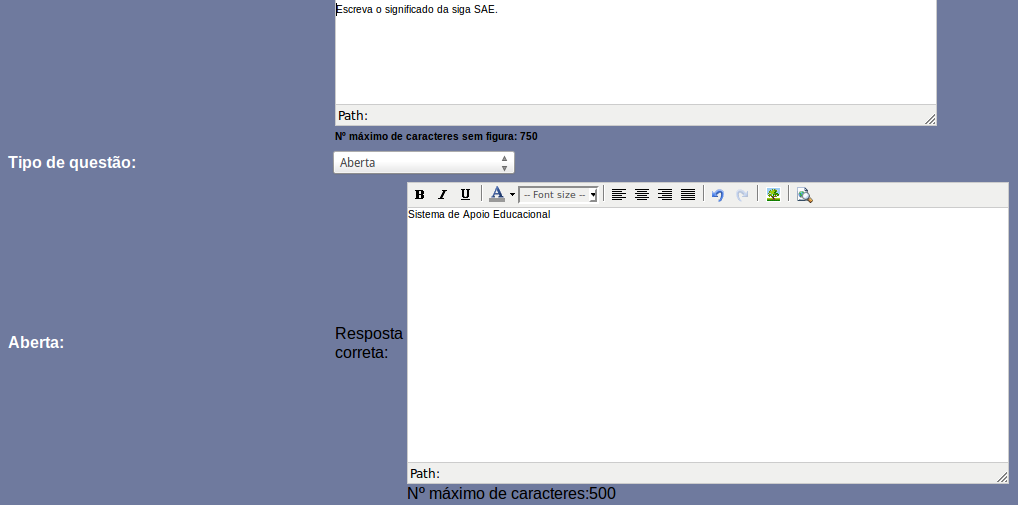 Escreva o significado da siga SAE.
Path:
Nº máximo de caracteres sem figura: 750
Tipo de questão:
Aberta
B I U A -- Font size --
Sistema de Apoio Educacional
Aberta:
Resposta
correta:
Path:
Nº máximo de caracteres:500